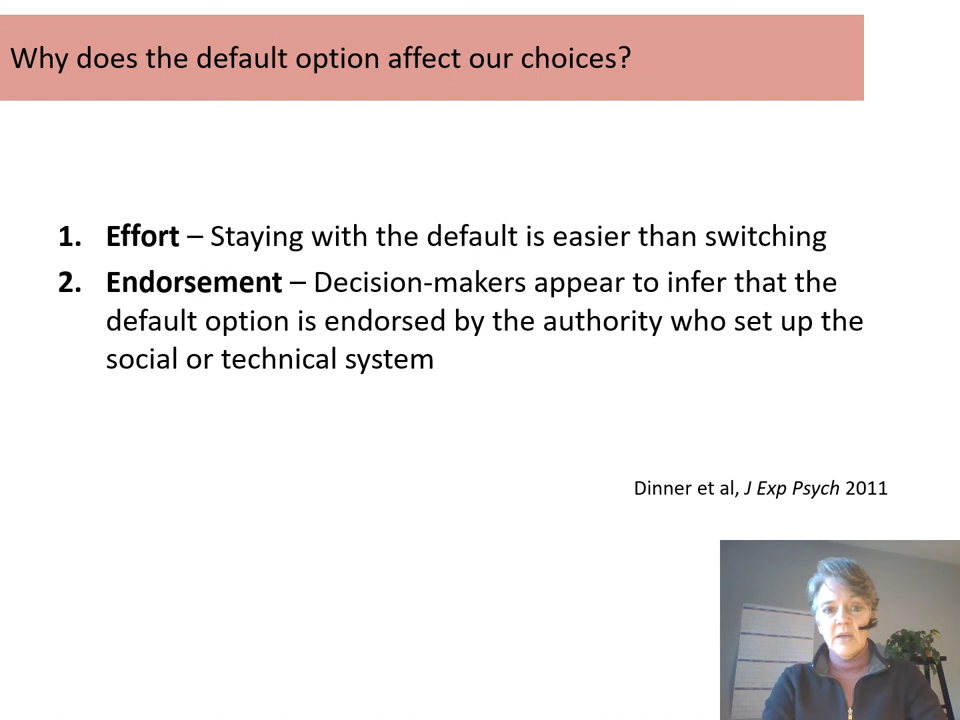 Why does the default option affect our choices?
1. Effort – Staying with the default is easier than switching
2. Endorsement – Decision-makers appear to infer that the
default option is endorsed by the authority who set up the
social or technical system
Dinner et al, J Exp Psych 2011